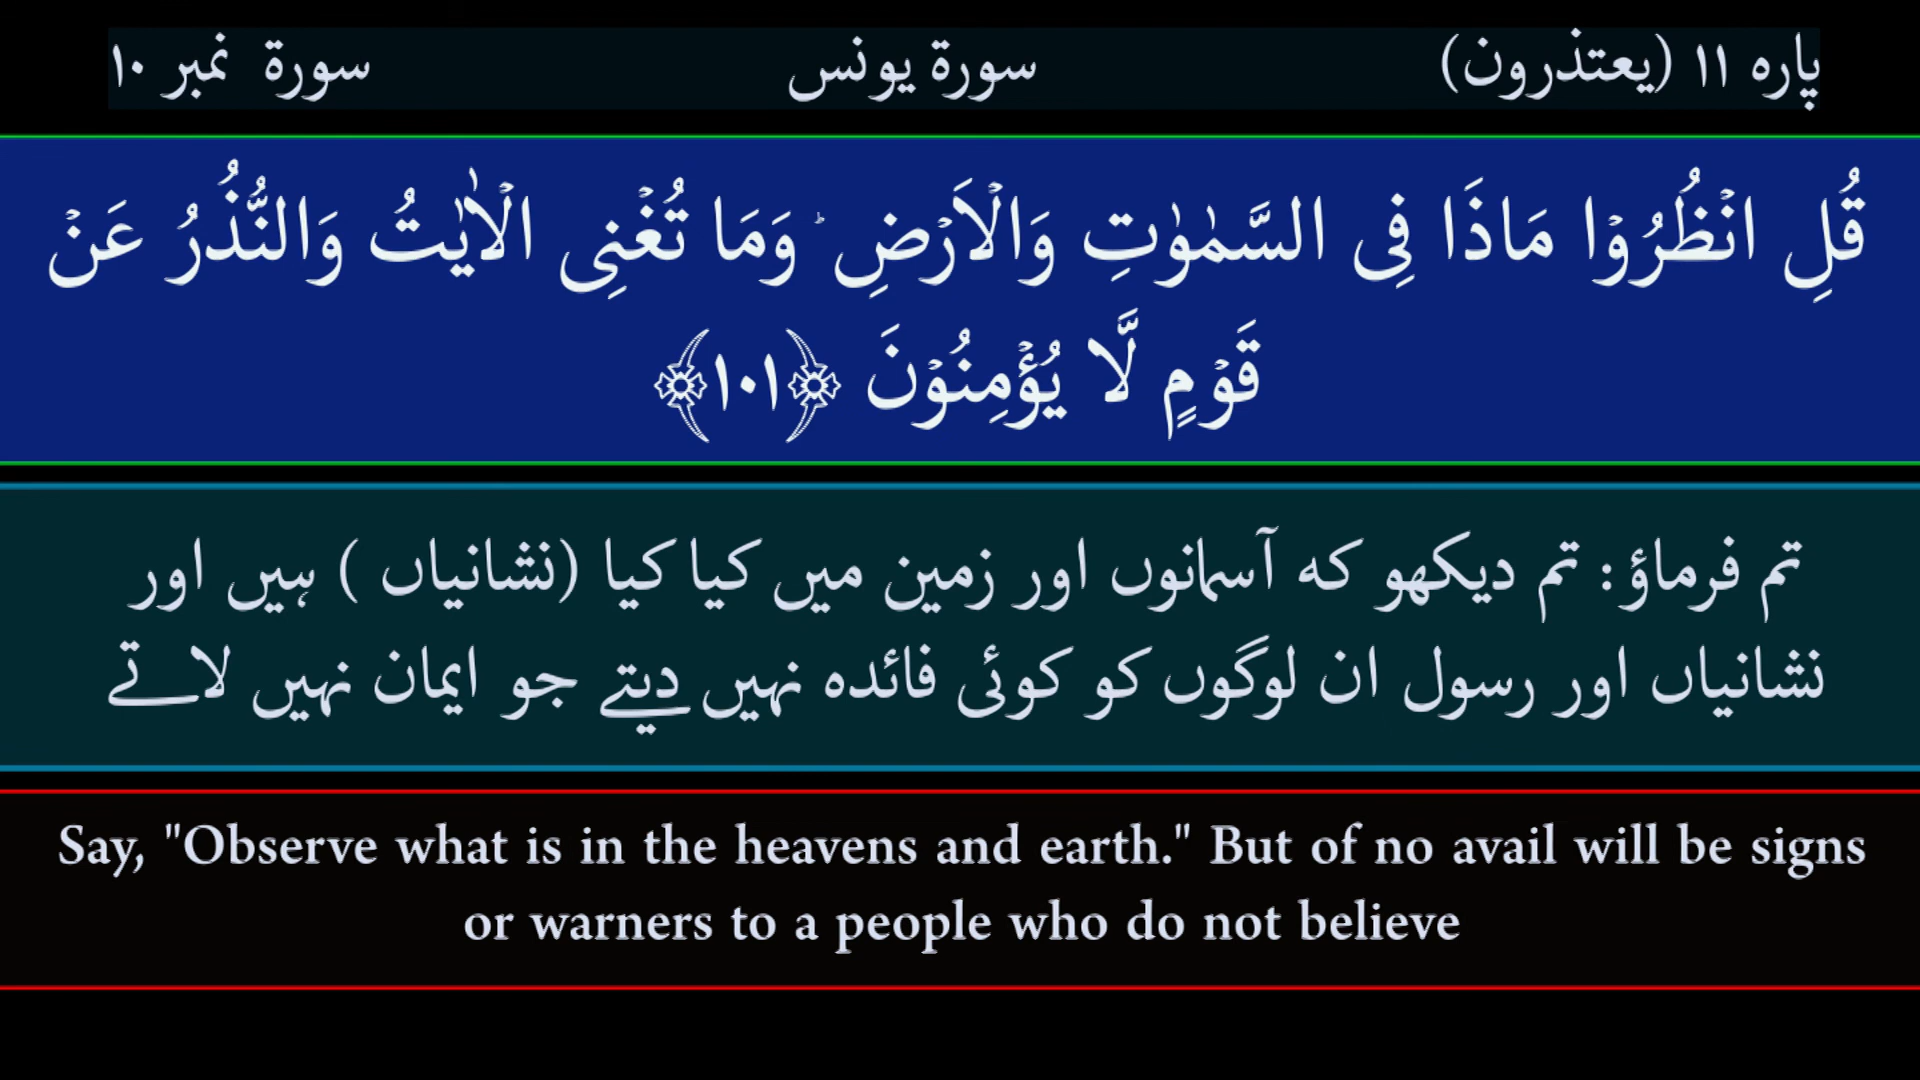 پارہ ۱۱ (یعتذرون) سورۃ یونس سورۃ نمبر ۱۰
قُلِ انْظُرُوْا مَاذَا فِی السَّمٰوٰتِ وَالْاَرْضِ ؕ وَمَا تُغْنِی الْاٰیٰتُ وَالنُّذُرُ عَنْ
قَوْمٍ لَّا یُؤْمِنُوْنَ ﴿۱۰۱﴾
تم فرماؤ: تم دیکھو کہ آسمانوں اور زمین میں کیا کیا (نشانیاں ) ہیں اور
نشانیاں اور رسول ان لوگوں کو کوئی فائدہ نہیں دیتے جو ایمان نہیں لاتے
Say, "Observe what is in the heavens and earth." But of no avail will be signs
or warners to a people who do not believe